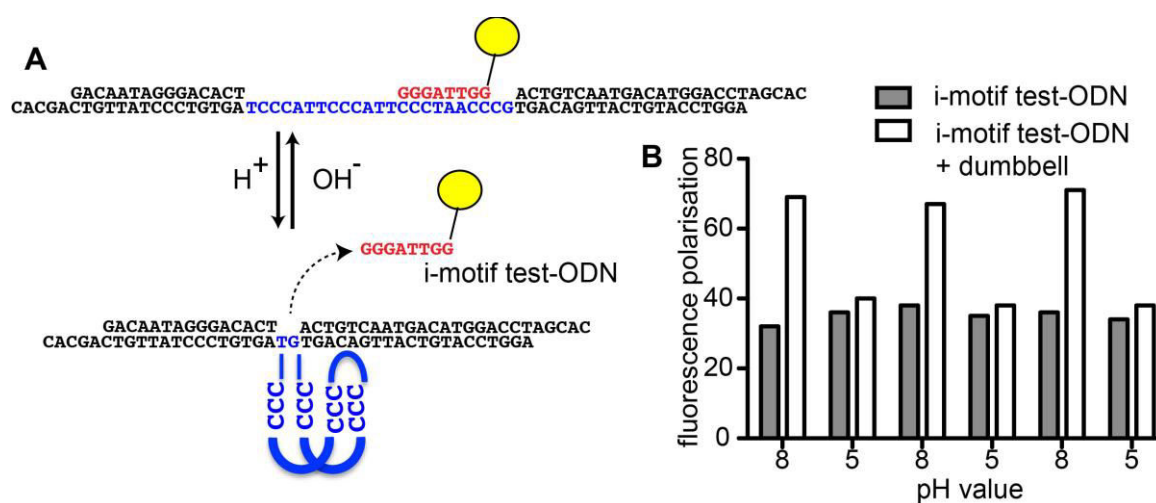 A
GGGATTGG
GACAATAGGGACACT ACTGTCAATGACATGGACCTAGCAC
CACGACTGTTATCCCTGTGATCCCATTCCCATTCCCTAACCCGTGACAGTTACTGTACCTGGA
H+ OH-
GGGATTGG
i-motif test-ODN
GACAATAGGGACACT ACTGTCAATGACATGGACCTAGCAC
CACGACTGTTATCCCTGTGATGTGACAGTTACTGTACCTGGA
CCC CCC CCC CCC
i-motif test-ODN
i-motif test-ODN
+ dumbbell
B
fluorescence polarisation
80
60
40
20
0
8 5 8 5 8 5
pH value